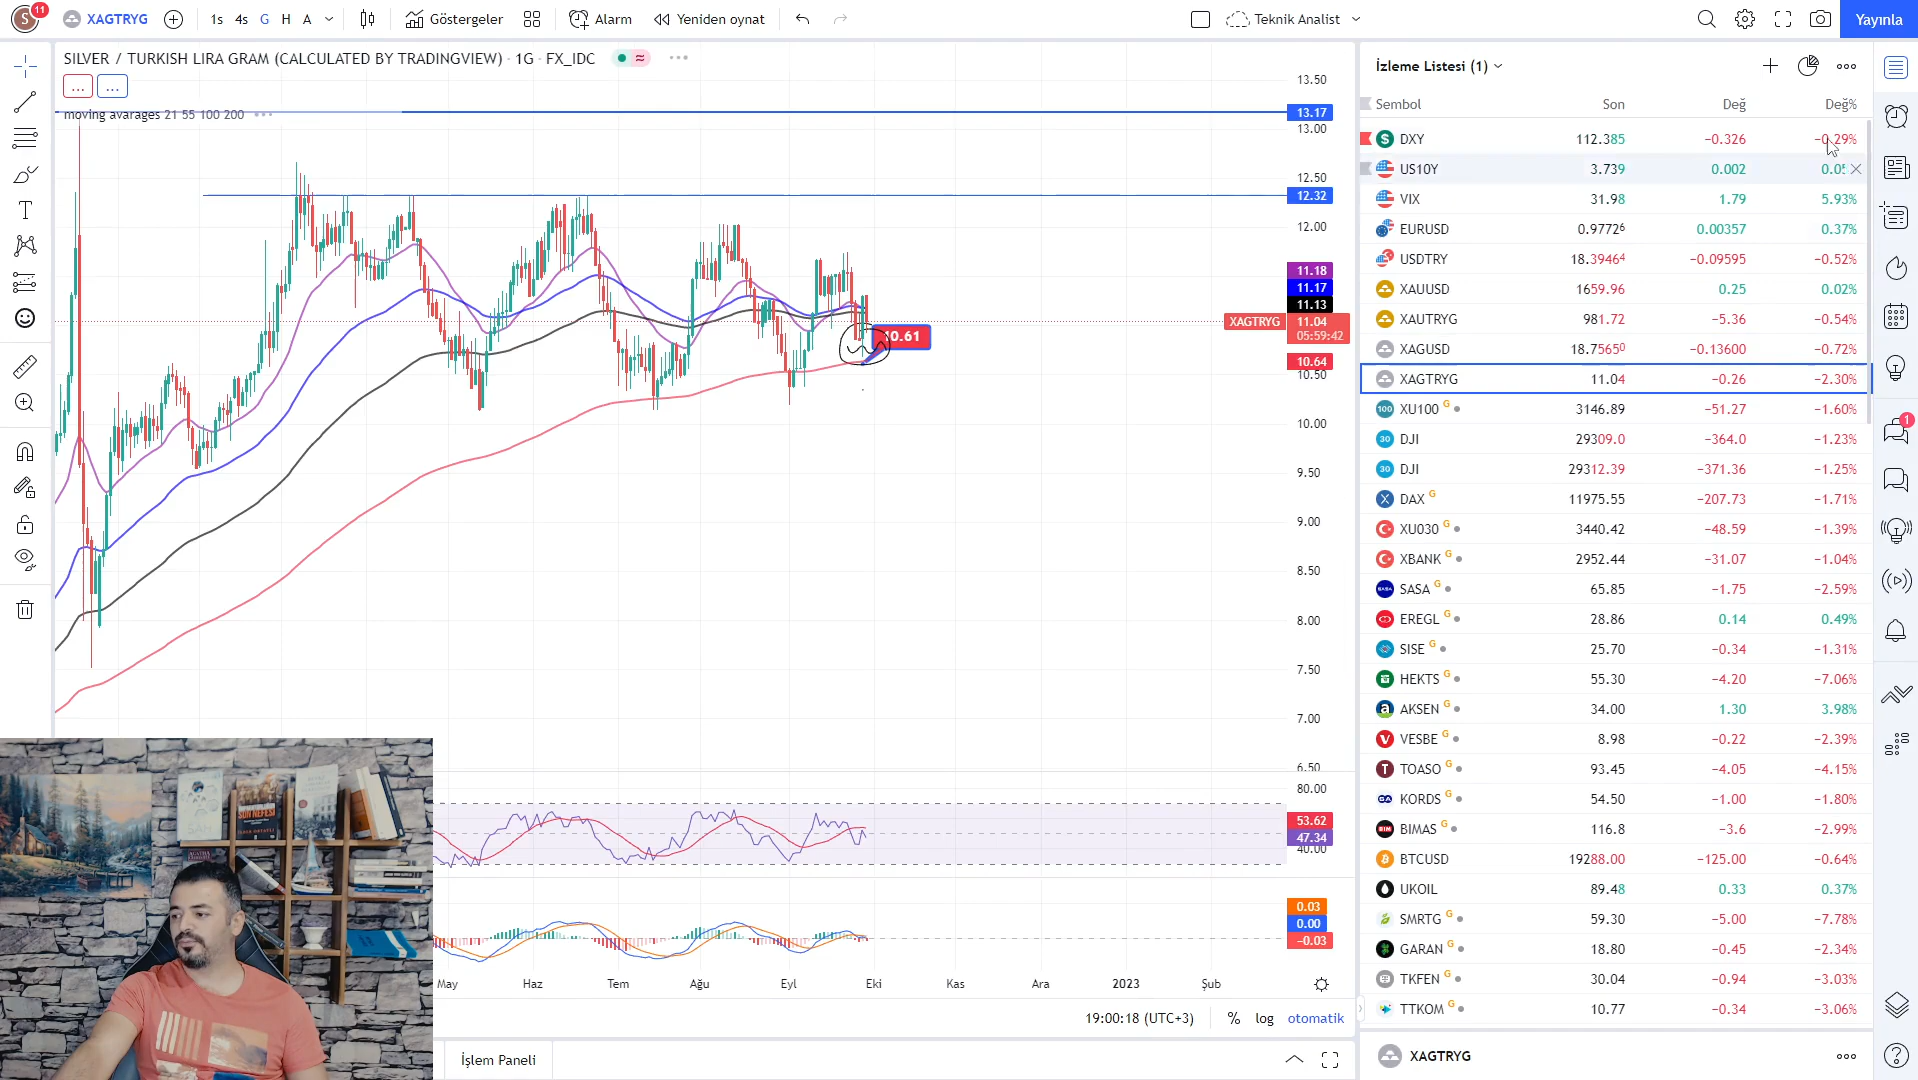 S 11 XAGTRYG 1s 4s G H A Göstergeler Alarm Yeniden oynat Teknik Analist Yayınla
SILVER / TURKISH LIRA GRAM (CALCULATED BY TRADINGVIEW) · 1G · FX_IDC
... ...
moving avarages 21 55 100 200
13.50
13.17
13.00
12.50
12.32
12.00
11.18
11.17
11.13
XAGTRYG 11.04
05:59:42
0.61
10.64
10.50
10.00
9.50
9.00
8.50
8.00
7.50
7.00
6.50
80.00
53.62
47.34
40.00
0.03
0.00
−0.03
May Haz Tem Ağu Eyl Eki Kas Ara 2023 Şub
19:00:18 (UTC+3) % log otomatik
İşlem Paneli
İzleme Listesi (1)
Sembol Son Değ Değ%
DXY 112.385 −0.326 −0.29%
US10Y 3.739 0.002 0.05
VIX 31.98 1.79 5.93%
EURUSD 0.97726 0.00357 0.37%
USDTRY 18.39464 −0.09595 −0.52%
XAUUSD 1659.96 0.25 0.02%
XAUTRYG 981.72 −5.36 −0.54%
XAGUSD 18.75650 −0.13600 −0.72%
XAGTRYG 11.04 −0.26 −2.30%
100 XU100 G 3146.89 −51.27 −1.60%
30 DJI 29309.0 −364.0 −1.23%
30 DJI 29312.39 −371.36 −1.25%
DAX G 11975.55 −207.73 −1.71%
XU030 G 3440.42 −48.59 −1.39%
XBANK G 2952.44 −31.07 −1.04%
SASA G 65.85 −1.75 −2.59%
EREGL G 28.86 0.14 0.49%
SISE G 25.70 −0.34 −1.31%
HEKTS G 55.30 −4.20 −7.06%
AKSEN G 34.00 1.30 3.98%
VESBE G 8.98 −0.22 −2.39%
TOASO G 93.45 −4.05 −4.15%
KORDS G 54.50 −1.00 −1.80%
BIMAS G 116.8 −3.6 −2.99%
BTCUSD 19288.00 −125.00 −0.64%
UKOIL 89.48 0.33 0.37%
SMRTG G 59.30 −5.00 −7.78%
GARAN G 18.80 −0.45 −2.34%
TKFEN G 30.04 −0.94 −3.03%
TTKOM G 10.77 −0.34 −3.06%
XAGTRYG
1
SON NEFESİ